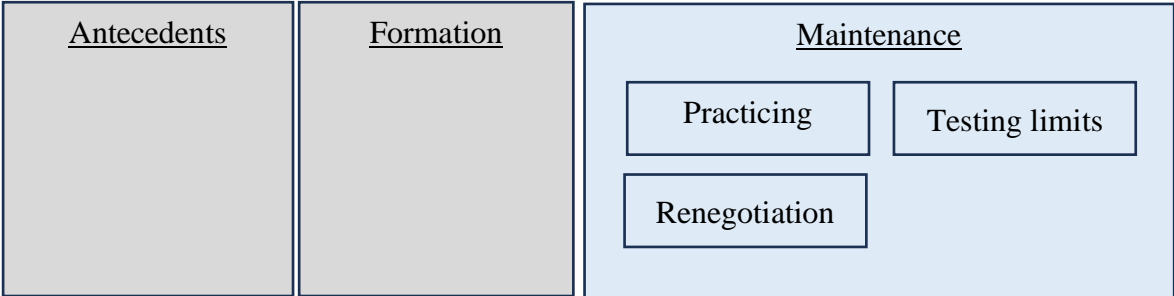 Antecedents
Formation
Maintenance
Practicing
Testing limits
Renegotiation